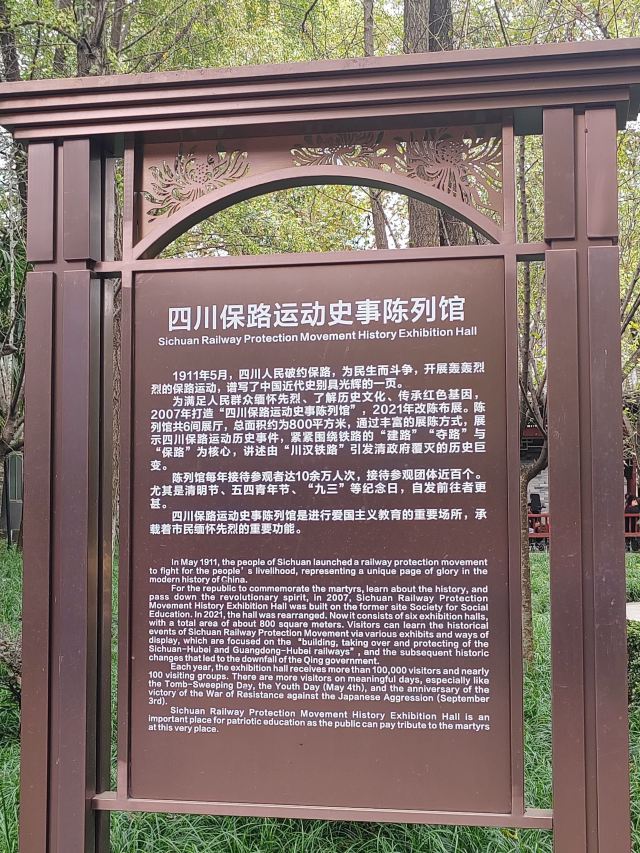 四川保路运动史事陈列馆
Sichuan Railway Protection Movement History Exhibition Hall
1911年5月，四川人民破约保路，为民生而斗争，开展轰轰烈
烈的保路运动，谱写了中国近代史别具光辉的一页。
为满足人民群众缅怀先烈、了解历史文化、传承红色基因，
2007年打造“四川保路运动史事陈列馆”，2021年改陈布展。陈
列馆共6间展厅，总面积约为800平方米，通过丰富的展陈方式，展
示四川保路运动历史事件，紧紧围绕铁路的“建路”“夺路”与
“保路”为核心，讲述由“川汉铁路”引发清政府覆灭的历史巨
变。
陈列馆每年接待参观者达10余万人次，接待参观团体近百个。
尤其是清明节、五四青年节、“九三”等纪念日，自发前往者更
甚。
四川保路运动史事陈列馆是进行爱国主义教育的重要场所，承
载着市民缅怀先烈的重要功能。
In May 1911, the people of Sichuan launched a railway protection movement
to fight for the people's livelihood, representing a unique page of glory in the
modern history of China.
For the republic to commemorate the martyrs, learn about the history, and
pass down the revolutionary spirit, in 2007, Sichuan Railway Protection
Movement History Exhibition Hall was built on the former site Society for Social
Education. In 2021, the hall was rearranged. Now it consists of six exhibition halls,
with a total area of about 800 square meters. Visitors can learn the historical
events of Sichuan Railway Protection Movement via various exhibits and ways of
display, which are focused on the "building, taking over and protecting of the
Sichuan-Hubei and Guangdong-Hubei railways", and the subsequent historic
changes that led to the downfall of the Qing government.
Each year, the exhibition hall receives more than 100,000 visitors and nearly
100 visiting groups. There are more visitors on meaningful days, especially like
the Tomb-Sweeping Day, the Youth Day (May 4th), and the anniversary of the
victory of the War of Resistance against the Japanese Aggression (September
3rd).
Sichuan Railway Protection Movement History Exhibition Hall is an
important place for patriotic education as the public can pay tribute to the martyrs
at this very place.